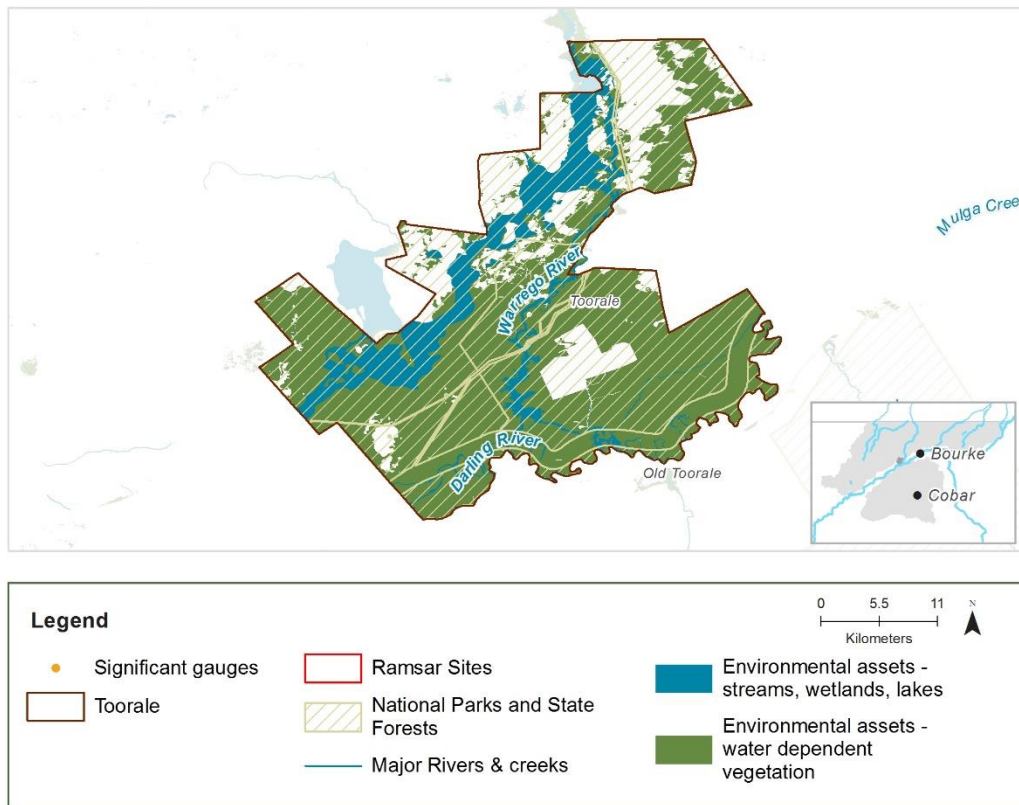 Mulga Cree
Warrego River
Toorale
Darling River
Old Toorale
Bourke
Cobar
Legend
0 5.5 11
Kilometers
N
Significant gauges
Toorale
Ramsar Sites
National Parks and State
Forests
Major Rivers & creeks
Environmental assets -
streams, wetlands, lakes
Environmental assets -
water dependent
vegetation